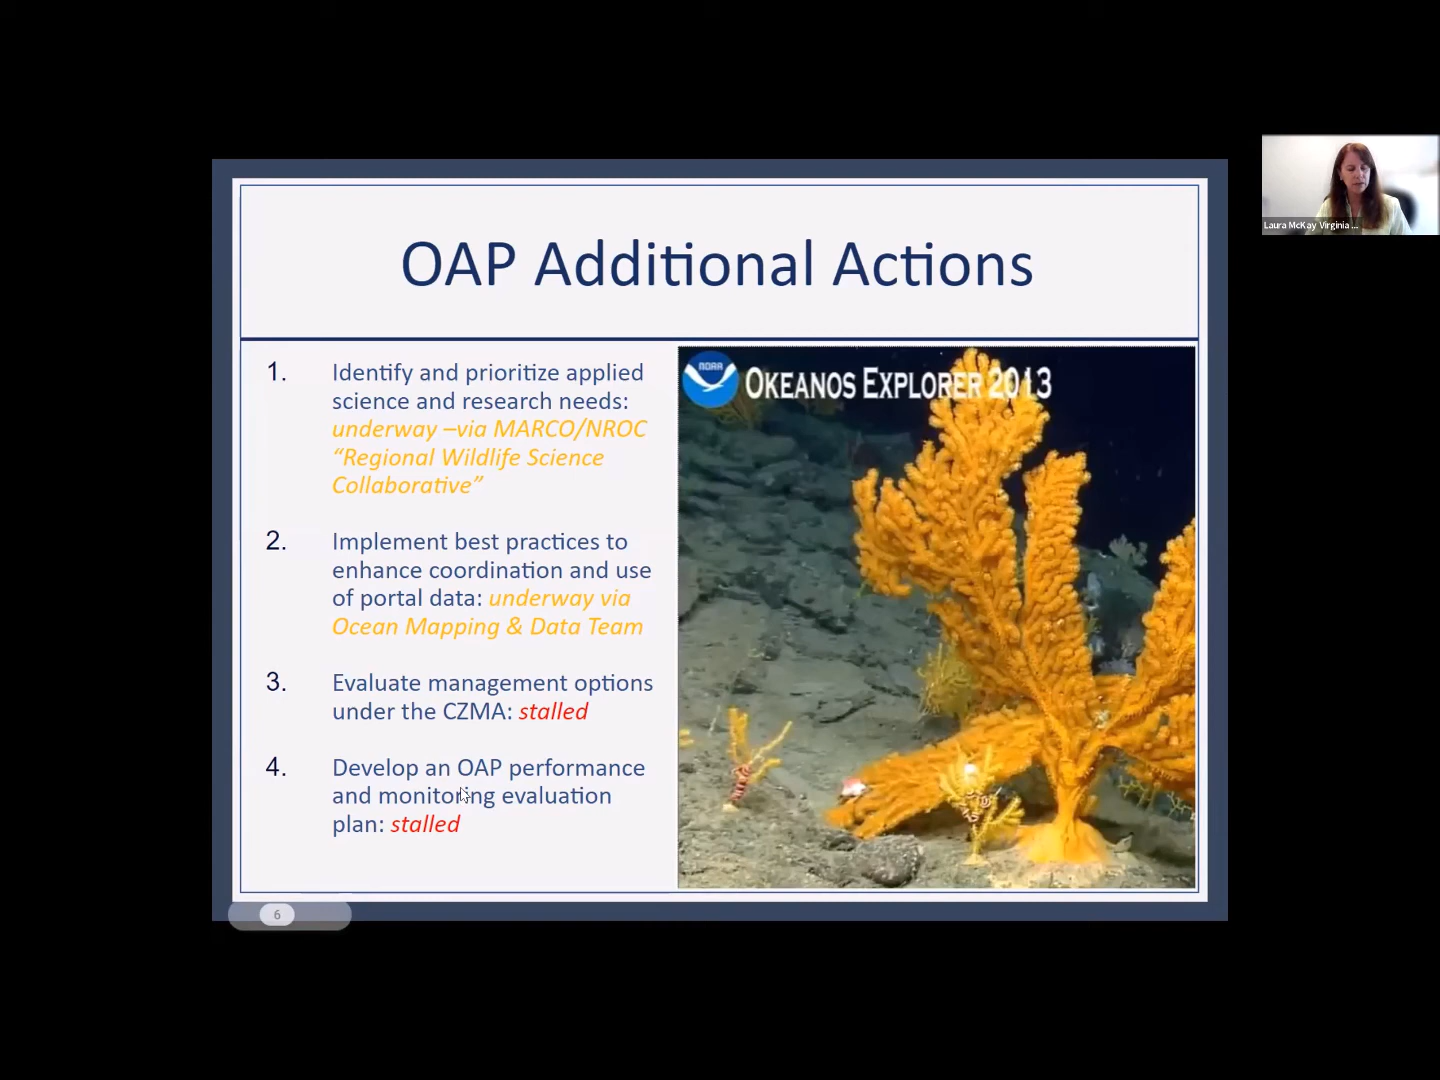 OAP Additional Actions
1. Identify and prioritize applied
science and research needs:
underway –via MARCO/NROC
“Regional Wildlife Science
Collaborative”
2. Implement best practices to
enhance coordination and use
of portal data: underway via
Ocean Mapping & Data Team
3. Evaluate management options
under the CZMA: stalled
4. Develop an OAP performance
and monitoring evaluation
plan: stalled
NOAA
OKEANOS EXPLORER 2013
Laura McKay Virginia ...
6